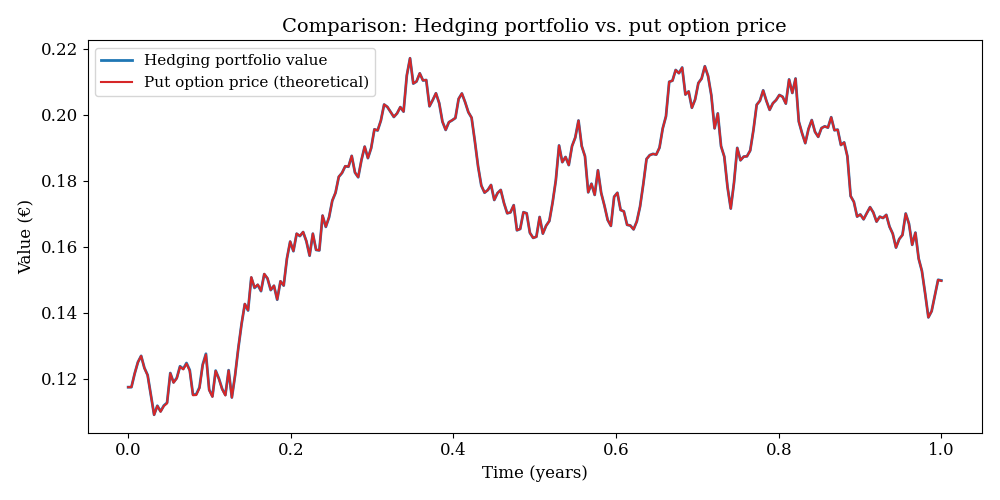 Comparison: Hedging portfolio vs. put option price
Hedging portfolio value
Put option price (theoretical)
Value (€)
0.22
0.20
0.18
0.16
0.14
0.12
0.0 0.2 0.4 0.6 0.8 1.0
Time (years)